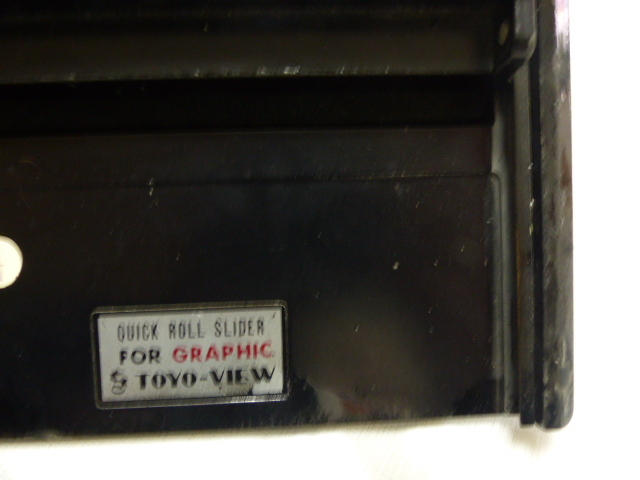 QUICK ROLL SLIDER
FOR GRAPHIC
& TOYO-VIEW